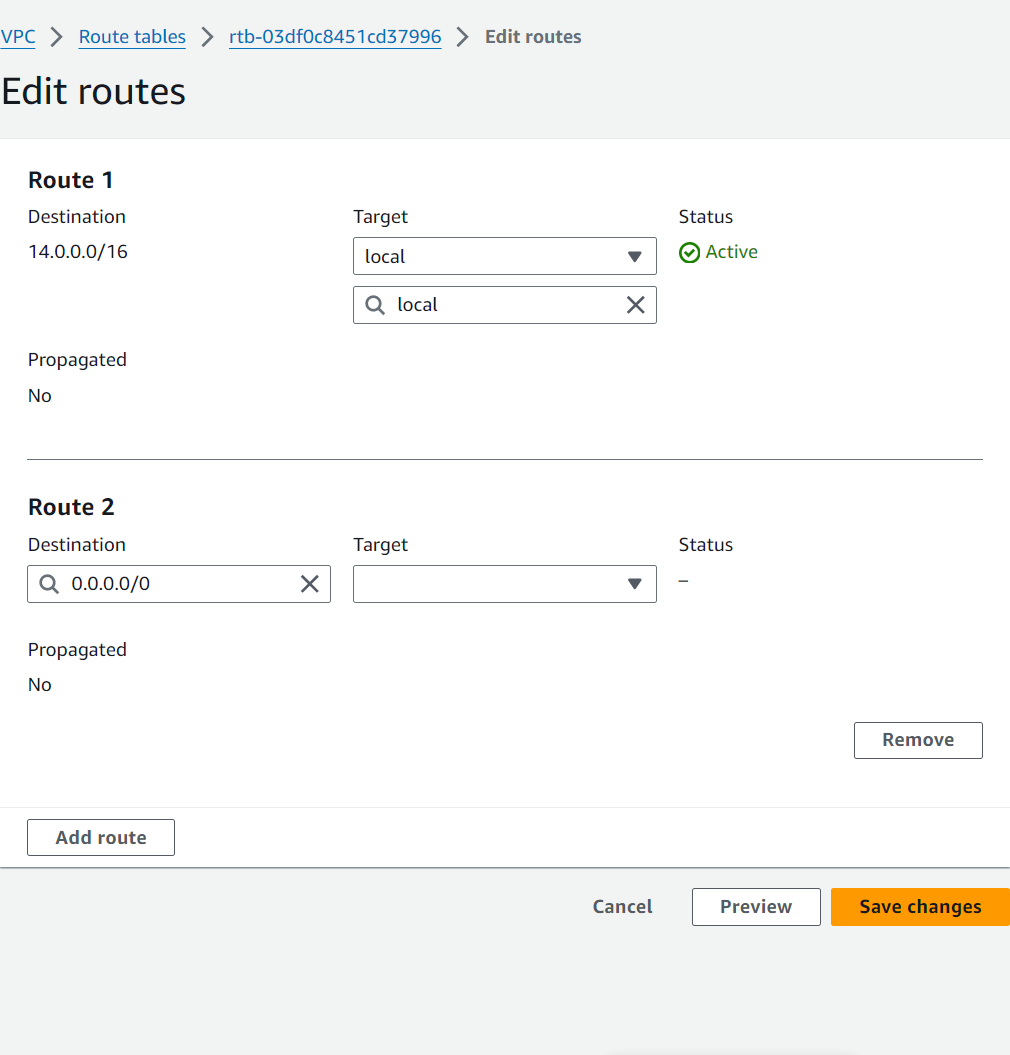 VPC > Route tables > rtb-03df0c8451cd37996 > Edit routes
Edit routes
Route 1
Destination Target Status
14.0.0.0/16 local Active
local
Propagated
No
Route 2
Destination Target Status
0.0.0.0/0 –
Propagated
No
Remove
Add route
Cancel Preview Save changes